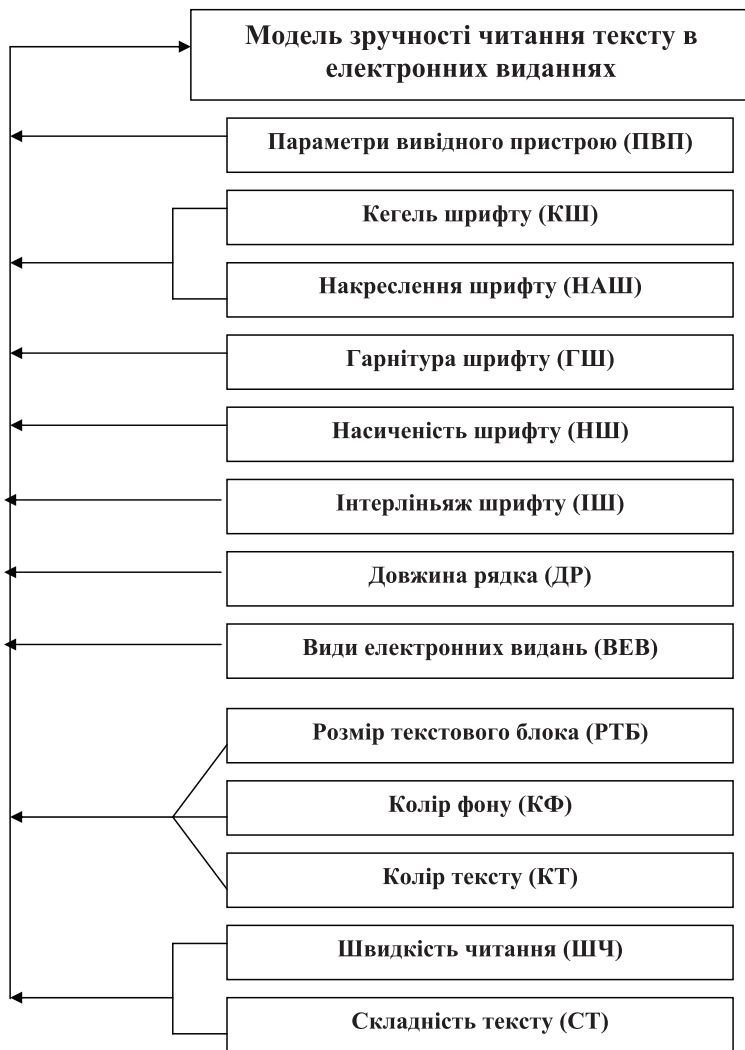 Модель зручності читання тексту в
електронних виданнях
Параметри вивідного пристрою (ПВП)
Кегель шрифту (КШ)
Накреслення шрифту (НАШ)
Гарнітура шрифту (ГШ)
Насиченість шрифту (НШ)
Інтерліньяж шрифту (ІШ)
Довжина рядка (ДР)
Види електронних видань (ВЕВ)
Розмір текстового блока (РТБ)
Колір фону (КФ)
Колір тексту (КТ)
Швидкість читання (ШЧ)
Складність тексту (СТ)